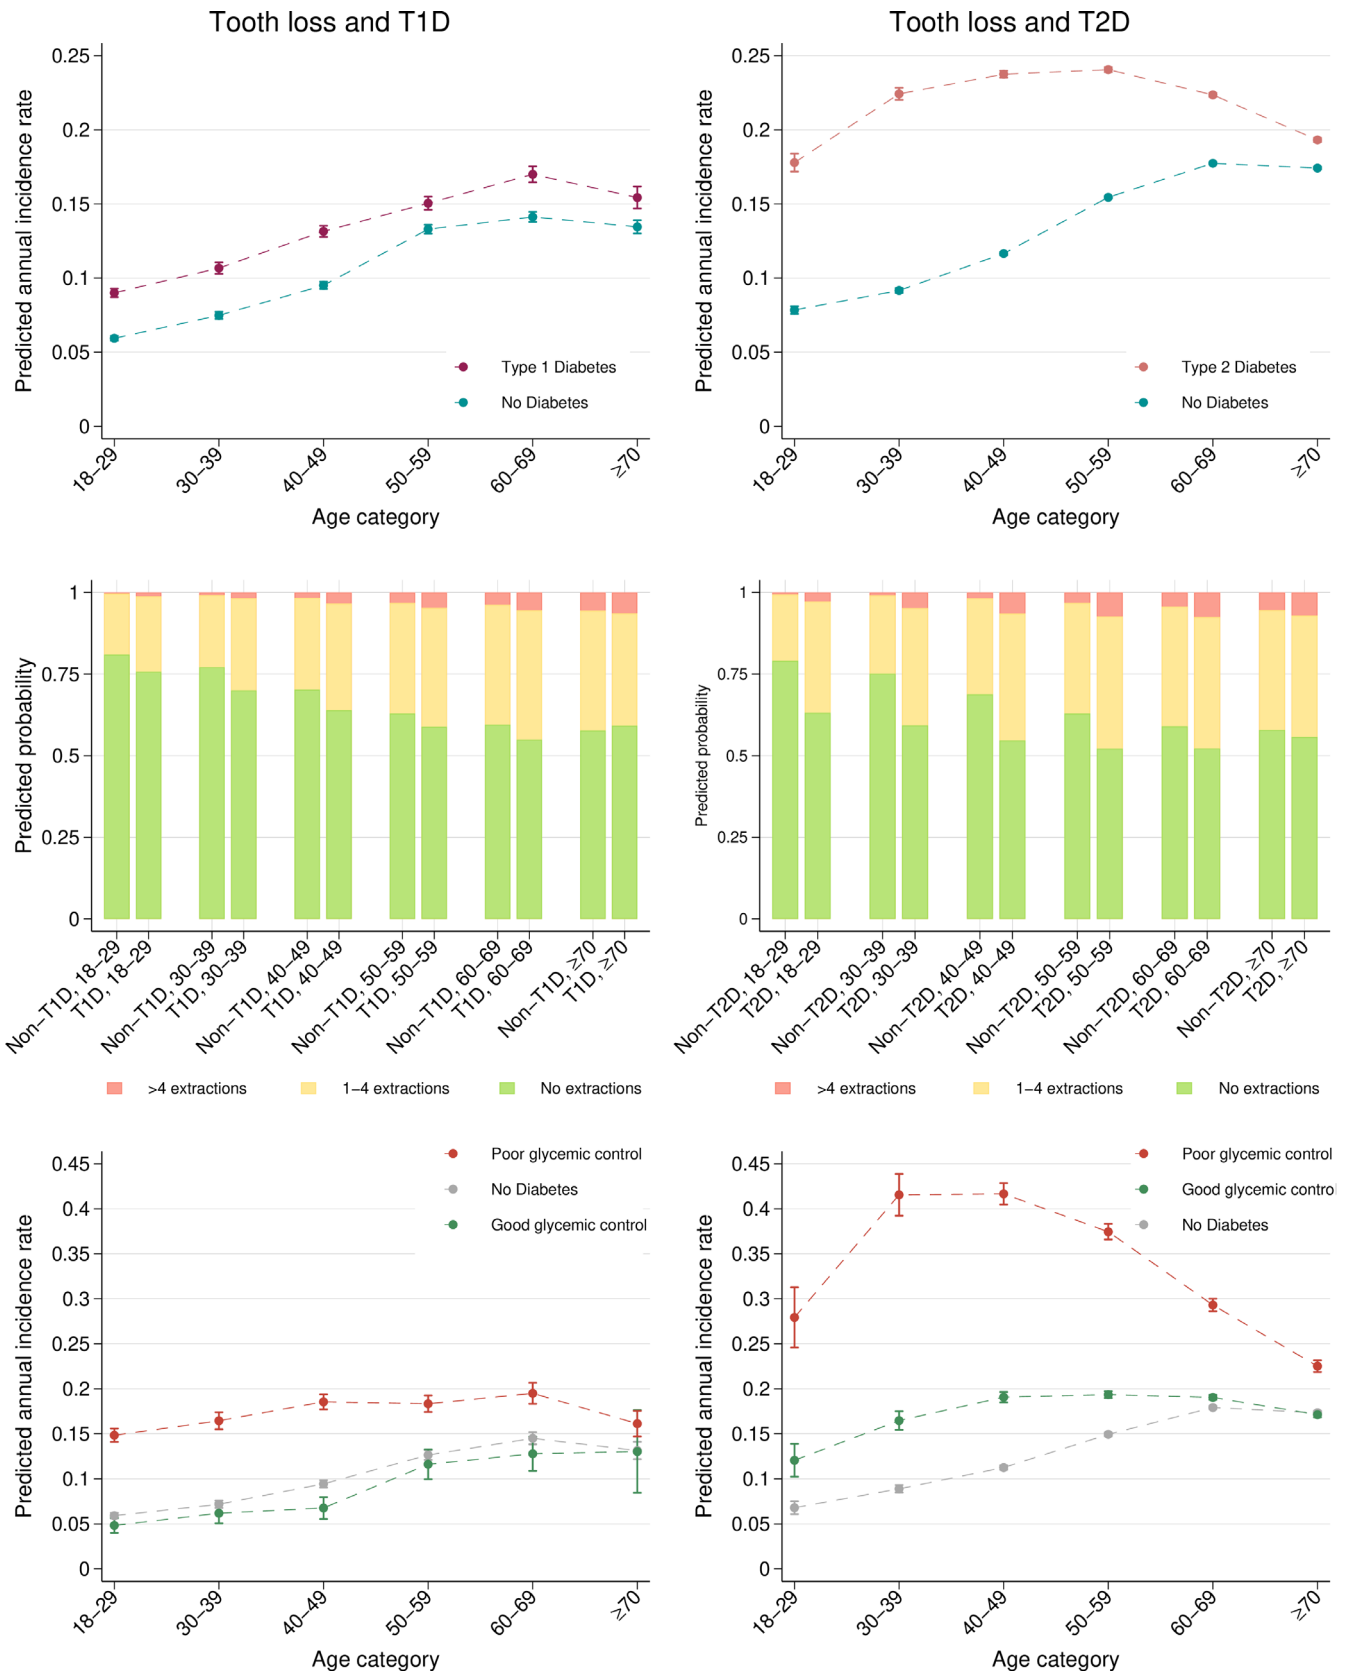 Tooth loss and T1D
Predicted annual incidence rate
0.25
0.2
0.15
0.1
0.05
0
Type 1 Diabetes
No Diabetes
18−29
30−39
40−49
50−59
60−69
≥70
Age category
Tooth loss and T2D
Predicted annual incidence rate
0.25
0.2
0.15
0.1
0.05
0
Type 2 Diabetes
No Diabetes
18−29
30−39
40−49
50−59
60−69
≥70
Age category
Predicted probability
1
0.75
0.5
0.25
0
Non−T1D, 18−29
T1D, 18−29
Non−T1D, 30−39
T1D, 30−39
Non−T1D, 40−49
T1D, 40−49
Non−T1D, 50−59
T1D, 50−59
Non−T1D, 60−69
T1D, 60−69
Non−T1D, ≥70
T1D, ≥70
>4 extractions
1−4 extractions
No extractions
Predicted probability
1
0.75
0.5
0.25
0
Non−T2D, 18−29
T2D, 18−29
Non−T2D, 30−39
T2D, 30−39
Non−T2D, 40−49
T2D, 40−49
Non−T2D, 50−59
T2D, 50−59
Non−T2D, 60−69
T2D, 60−69
Non−T2D, ≥70
T2D, ≥70
>4 extractions
1−4 extractions
No extractions
Predicted annual incidence rate
0.45
0.4
0.35
0.3
0.25
0.2
0.15
0.1
0.05
0
Poor glycemic control
No Diabetes
Good glycemic control
18−29
30−39
40−49
50−59
60−69
≥70
Age category
Predicted annual incidence rate
0.45
0.4
0.35
0.3
0.25
0.2
0.15
0.1
0.05
0
Poor glycemic control
Good glycemic control
No Diabetes
18−29
30−39
40−49
50−59
60−69
≥70
Age category